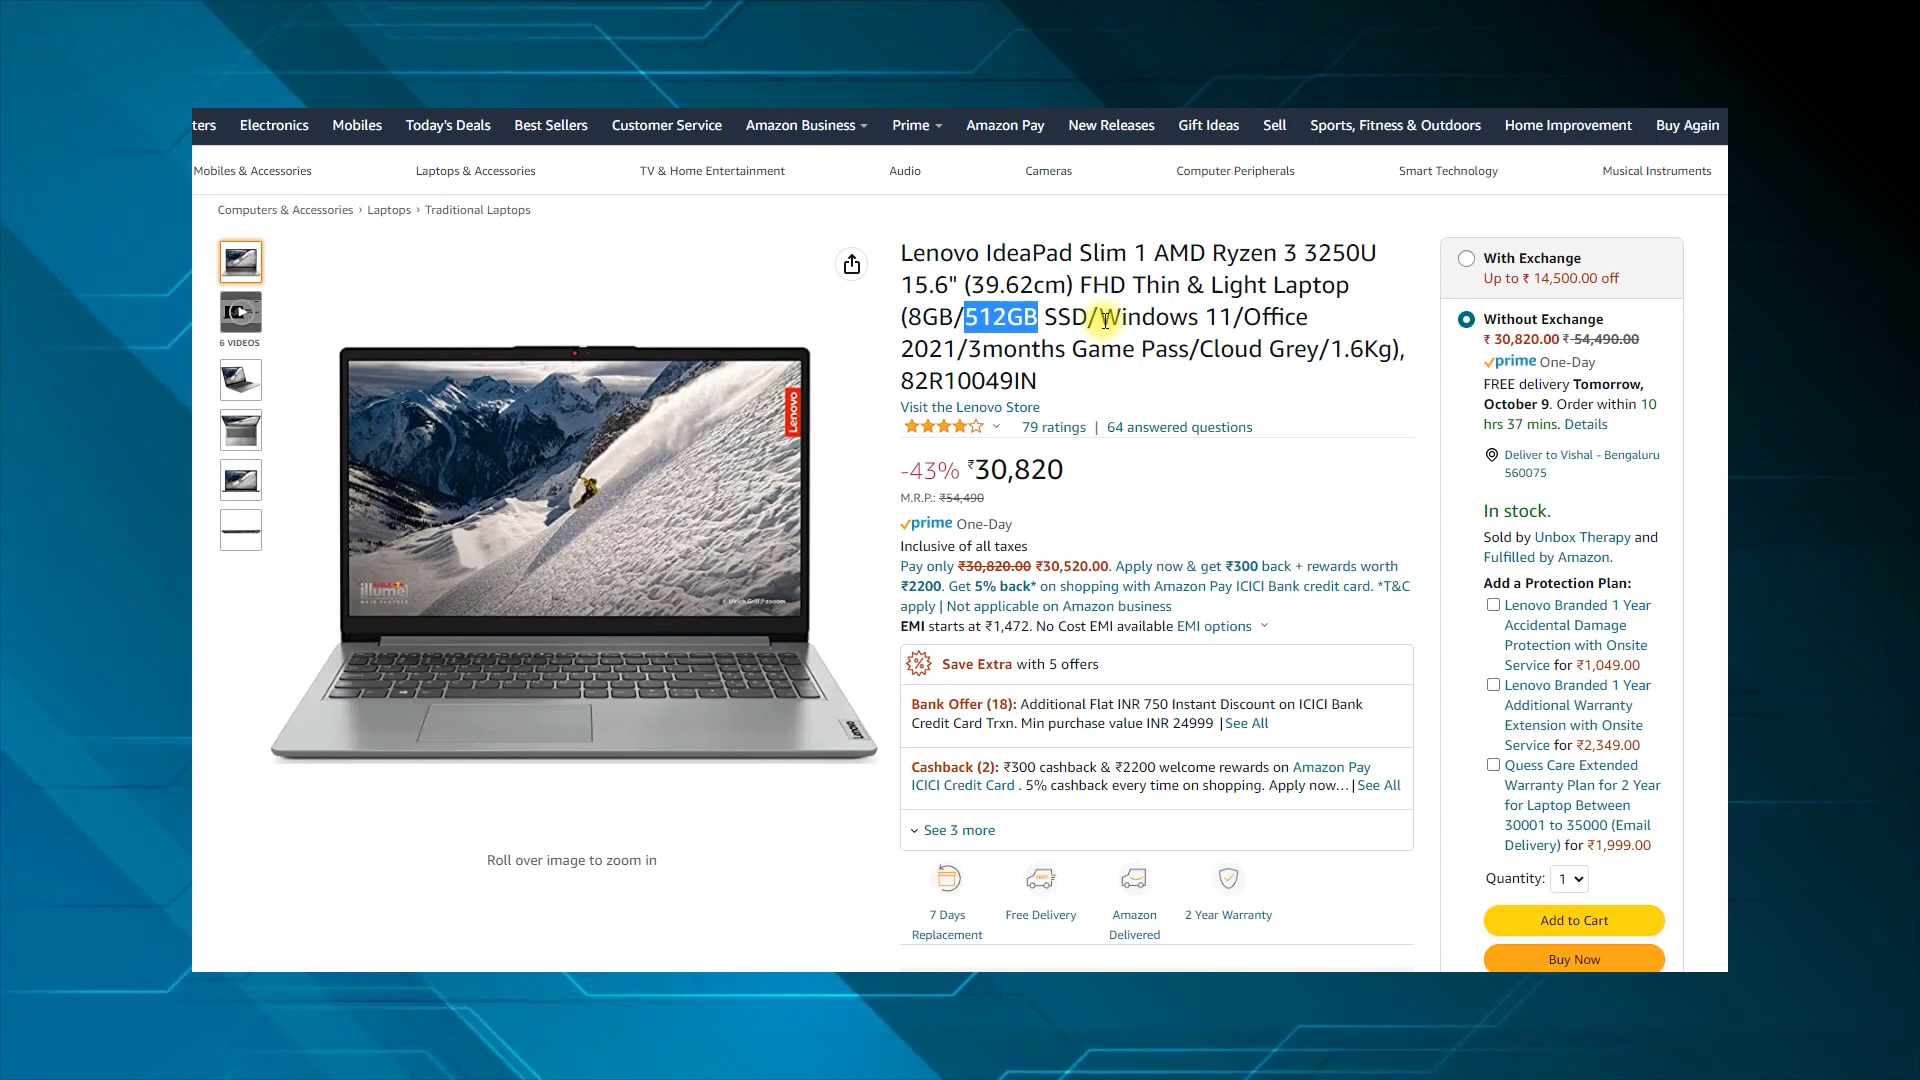 ters Electronics Mobiles Today's Deals Best Sellers Customer Service Amazon Business Prime Amazon Pay New Releases Gift Ideas Sell Sports, Fitness & Outdoors Home Improvement Buy Again
Mobiles & Accessories Laptops & Accessories TV & Home Entertainment Audio Cameras Computer Peripherals Smart Technology Musical Instruments
Computers & Accessories › Laptops › Traditional Laptops
6 VIDEOS
Lenovo
illume
© Ulrich Grill / zooom
Lenovo
Roll over image to zoom in
Lenovo IdeaPad Slim 1 AMD Ryzen 3 3250U
15.6" (39.62cm) FHD Thin & Light Laptop
(8GB/512GB SSD/Windows 11/Office
2021/3months Game Pass/Cloud Grey/1.6Kg),
82R10049IN
Visit the Lenovo Store
79 ratings | 64 answered questions
-43% ₹30,820
M.R.P.: ₹54,490
prime One-Day
Inclusive of all taxes
Pay only ₹30,820.00 ₹30,520.00. Apply now & get ₹300 back + rewards worth
₹2200. Get 5% back* on shopping with Amazon Pay ICICI Bank credit card. *T&C
apply | Not applicable on Amazon business
EMI starts at ₹1,472. No Cost EMI available EMI options
Save Extra with 5 offers
Bank Offer (18): Additional Flat INR 750 Instant Discount on ICICI Bank
Credit Card Trxn. Min purchase value INR 24999 | See All
Cashback (2): ₹300 cashback & ₹2200 welcome rewards on Amazon Pay
ICICI Credit Card . 5% cashback every time on shopping. Apply now... | See All
See 3 more
7 Days
Replacement
Free Delivery
Amazon
Delivered
2 Year Warranty
With Exchange
Up to ₹ 14,500.00 off
Without Exchange
₹ 30,820.00 ₹ 54,490.00
prime One-Day
FREE delivery Tomorrow,
October 9. Order within 10
hrs 37 mins. Details
Deliver to Vishal - Bengaluru
560075
In stock.
Sold by Unbox Therapy and
Fulfilled by Amazon.
Add a Protection Plan:
Lenovo Branded 1 Year
Accidental Damage
Protection with Onsite
Service for ₹1,049.00
Lenovo Branded 1 Year
Additional Warranty
Extension with Onsite
Service for ₹2,349.00
Quess Care Extended
Warranty Plan for 2 Year
for Laptop Between
30001 to 35000 (Email
Delivery) for ₹1,999.00
Quantity: 1
Add to Cart
Buy Now